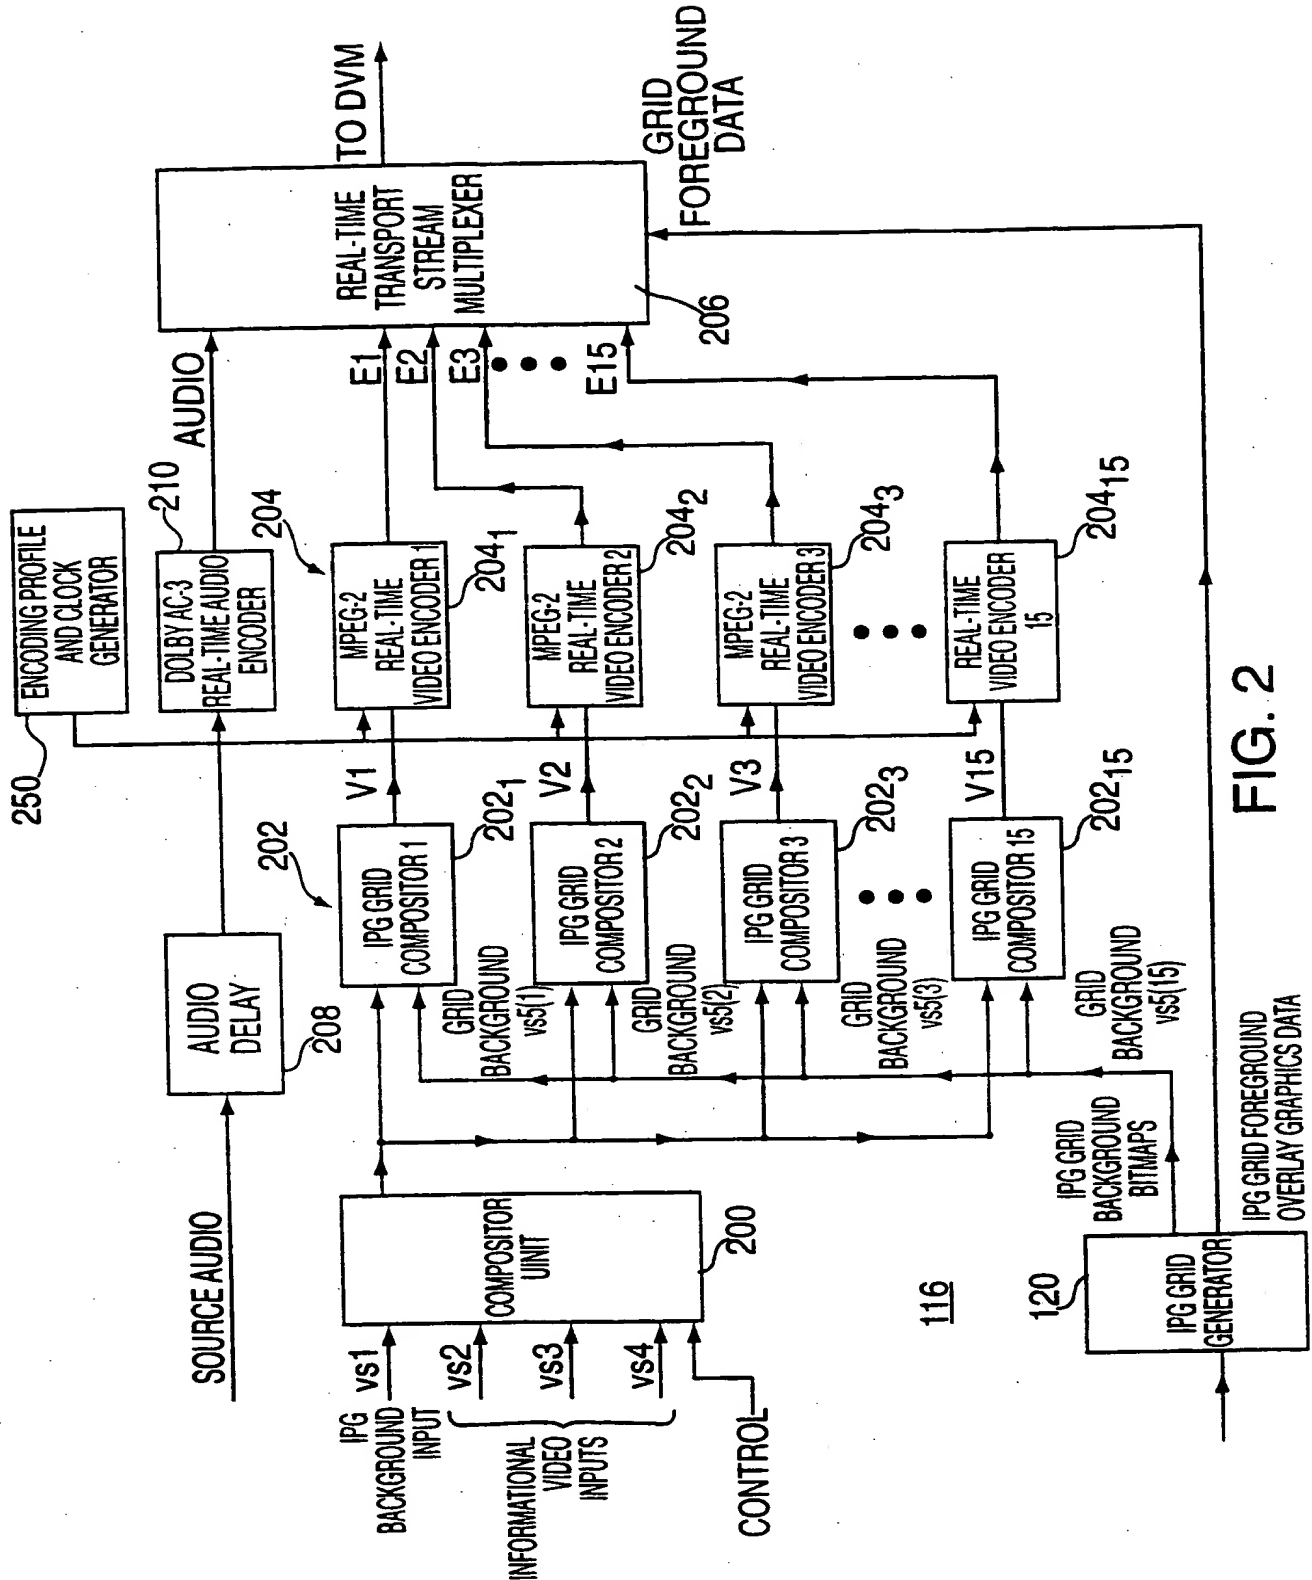 SOURCE AUDIO
AUDIO
DELAY
208
250
ENCODING PROFILE
AND CLOCK
GENERATOR
DOLBY AC-3
REAL-TIME AUDIO
ENCODER
210
AUDIO
IPG
BACKGROUND
INPUT
vs1
vs2
vs3
vs4
INFORMATIONAL
VIDEO
INPUTS
CONTROL
COMPOSITOR
UINT
200
202
IPG GRID
COMPOSITOR 1
202₁
V1
GRID
BACKGROUND
vs5(1)
IPG GRID
COMPOSITOR 2
202₂
V2
GRID
BACKGROUND
vs5(2)
IPG GRID
COMPOSITOR 3
202₃
V3
GRID
BACKGROUND
vs5(3)
IPG GRID
COMPOSITOR 15
202₁₅
V15
GRID
BACKGROUND
vs5(15)
204
MPEG-2
REAL-TIME
VIDEO ENCODER 1
204₁
MPEG-2
REAL-TIME
VIDEO ENCODER 2
204₂
MPEG-2
REAL-TIME
VIDEO ENCODER 3
204₃
REAL-TIME
VIDEO ENCODER
15
204₁₅
E1
E2
E3
E15
REAL-TIME
TRANSPORT
STREAM
MULTIPLEXER
206
TO DVM
GRID
FOREGROUND
DATA
116
120
IPG GRID
GENERATOR
IPG GRID
BACKGROUND
BITMAPS
IPG GRID FOREGROUND
OVERLAY GRAPHICS DATA
FIG. 2